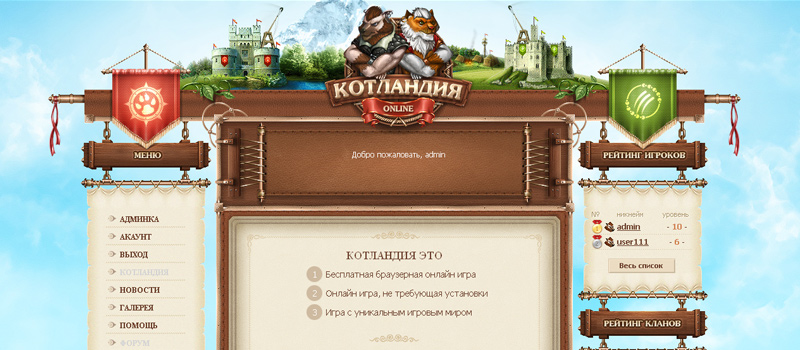 КОТЛАНДИЯ
ONLINE
МЕНЮ
АДМИНКА
АКАУНТ
ВЫХОД
КОТЛАНДИЯ
НОВОСТИ
ГАЛЕРЕЯ
ПОМОЩЬ
ФОРУМ
Добро пожаловать, admin
КОТЛАНДИЯ ЭТО
1 Бесплатная браузерная онлайн игра
2 Онлайн игра, не требующая установки
3 Игра с уникальным игровым миром
РЕЙТИНГ ИГРОКОВ
№ никнейм уровень
admin - 10 -
user111 - 6 -
Весь список
РЕЙТИНГ КЛАНОВ